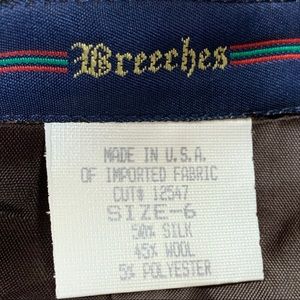 Breeches
MADE IN U.S.A.
OF IMPORTED FABRIC
CUT# 12547
SIZE-6
50% SILK
45% WOOL
5% POLYESTER